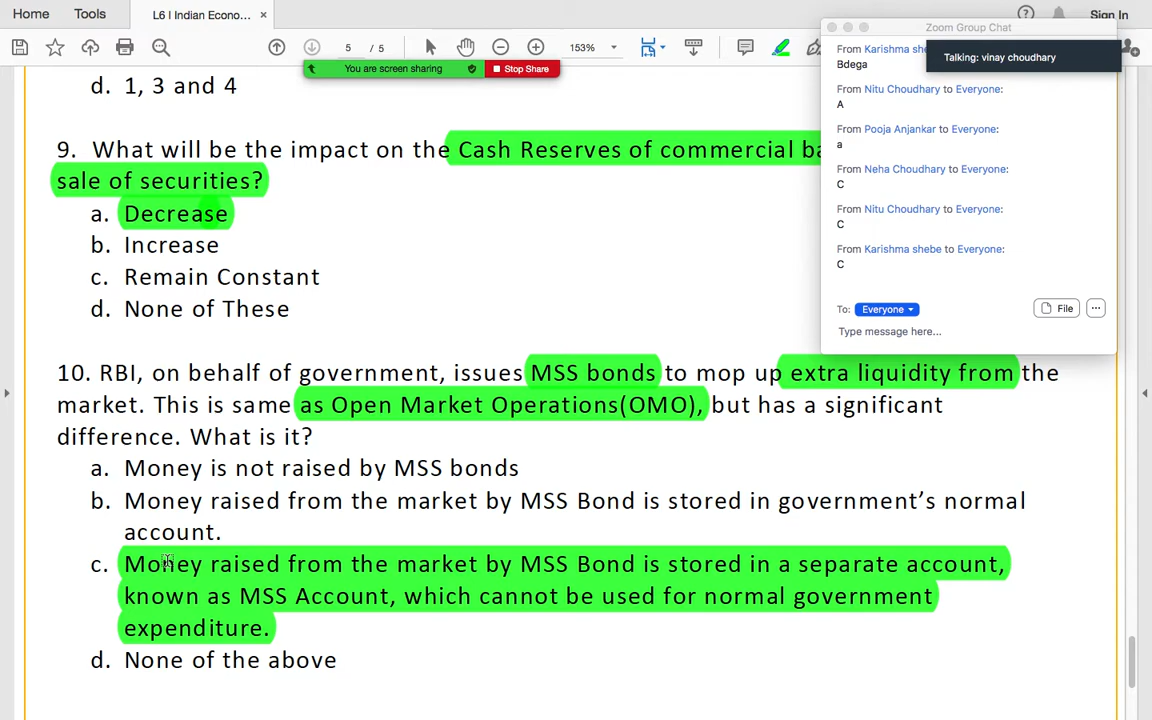 Home Tools L6 I Indian Econo... × Sign In
5 / 5 153%
You are screen sharing Stop Share
d. 1, 3 and 4
9. What will be the impact on the Cash Reserves of commercial ba
sale of securities?
a. Decrease
b. Increase
c. Remain Constant
d. None of These
10. RBI, on behalf of government, issues MSS bonds to mop up extra liquidity from the
market. This is same as Open Market Operations(OMO), but has a significant
difference. What is it?
a. Money is not raised by MSS bonds
b. Money raised from the market by MSS Bond is stored in government’s normal
account.
c. Money raised from the market by MSS Bond is stored in a separate account,
known as MSS Account, which cannot be used for normal government
expenditure.
d. None of the above
Zoom Group Chat
From Karishma she
Talking: vinay choudhary
Bdega
From Nitu Choudhary to Everyone:
A
From Pooja Anjankar to Everyone:
a
From Neha Choudhary to Everyone:
C
From Nitu Choudhary to Everyone:
C
From Karishma shebe to Everyone:
C
To: Everyone File ...
Type message here...